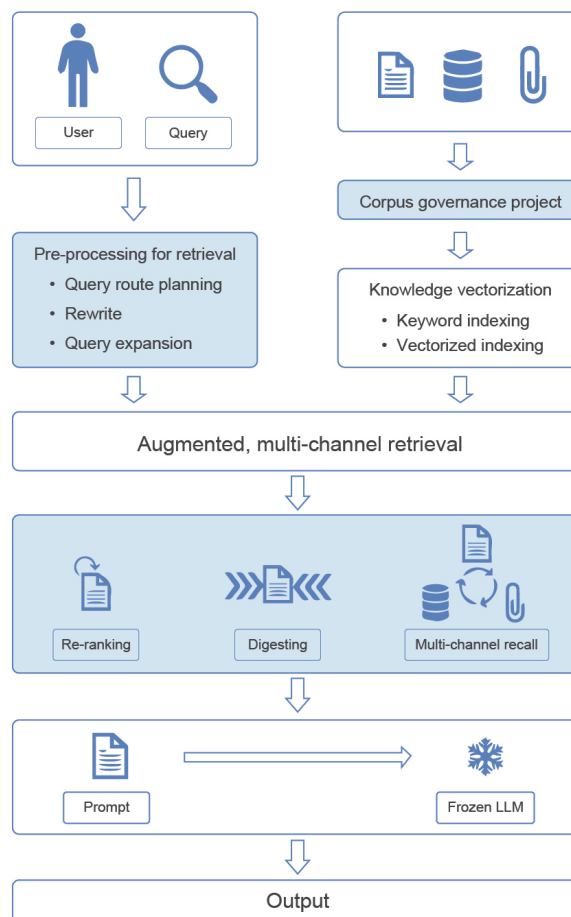 User
Query
Corpus governance project
Pre-processing for retrieval
• Query route planning
• Rewrite
• Query expansion
Knowledge vectorization
• Keyword indexing
• Vectorized indexing
Augmented, multi-channel retrieval
Re-ranking
Digesting
Multi-channel recall
Prompt
Frozen LLM
Output